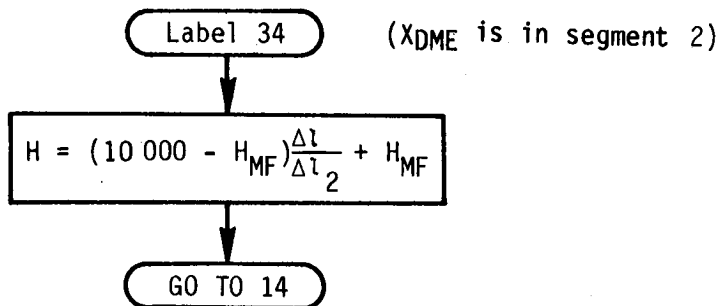 Label 34 (XDME is in segment 2)
H = (10 000 - HMF) Δl/Δl2 + HMF
GO TO 14